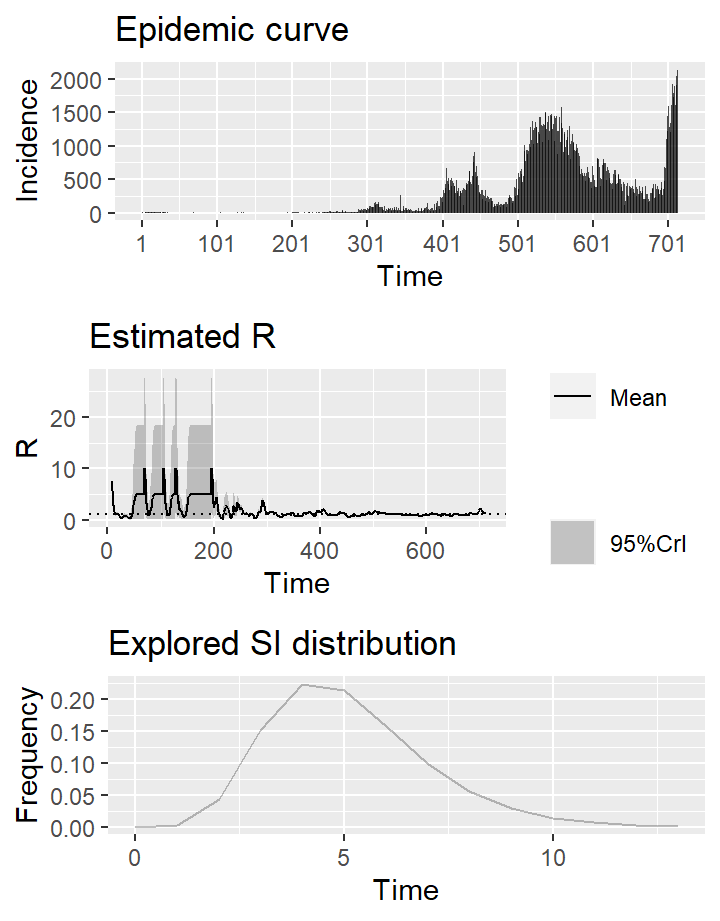 Epidemic curve
2000
1500
1000
500
0
Incidence
1 101 201 301 401 501 601 701
Time
Estimated R
20
10
0
R
0 200 400 600
Time
Mean
95%CrI
Explored SI distribution
0.20
0.15
0.10
0.05
0.00
Frequency
0 5 10
Time